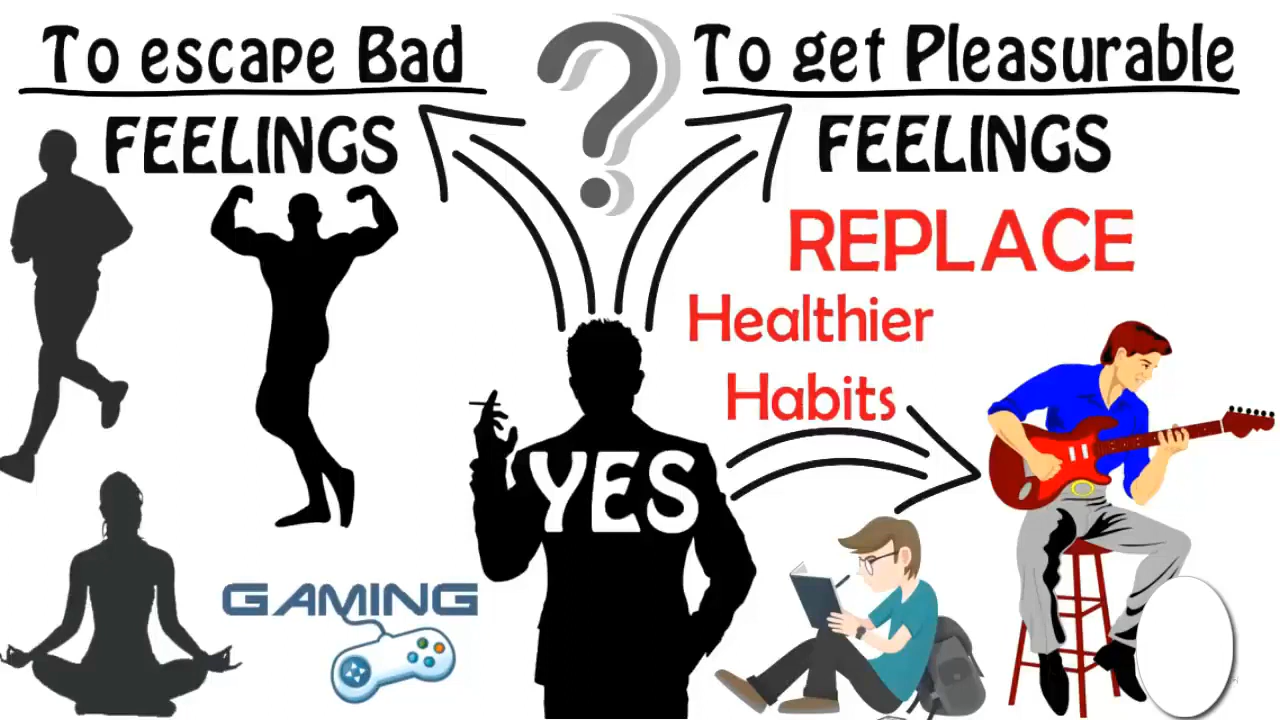 To escape Bad
FEELINGS
?
To get Pleasurable
FEELINGS
REPLACE
Healthier
Habits
YES
GAMING